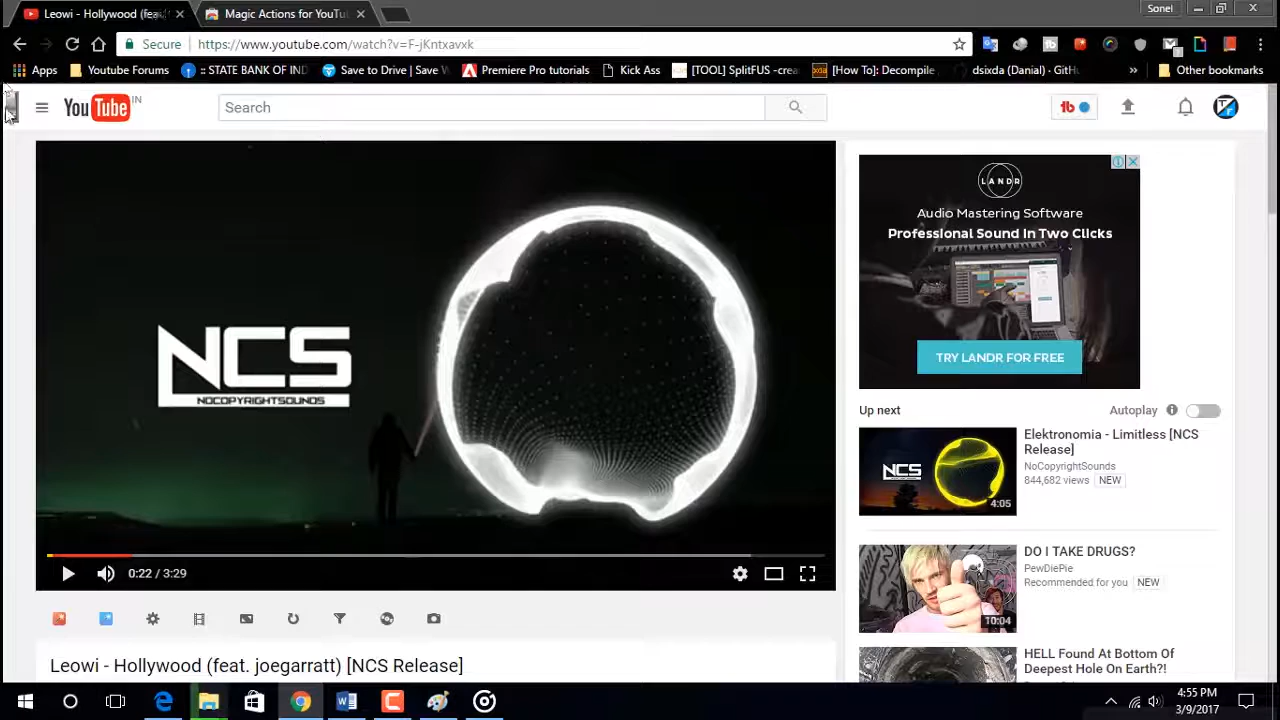 Leowi - Hollywood (feat.
Magic Actions for YouTu
Sonel
Secure
https://www.youtube.com/watch?v=F-jKntxavxk
Apps
Youtube Forums
:: STATE BANK OF IND
Save to Drive | Save W
Premiere Pro tutorials
Kick Ass
[TOOL] SplitFUS -crea
[How To]: Decompile,
dsixda (Danial) · GitH
»
Other bookmarks
YouTube IN
Search
LANDR
Audio Mastering Software
Professional Sound In Two Clicks
TRY LANDR FOR FREE
NCS
NOCOPYRIGHTSOUNDS
0:22 / 3:29
Up next
Autoplay
Elektronomia - Limitless [NCS
Release]
NoCopyrightSounds
844,682 views NEW
NCS
4:05
DO I TAKE DRUGS?
PewDiePie
Recommended for you NEW
10:04
HELL Found At Bottom Of
Deepest Hole On Earth?!
Leowi - Hollywood (feat. joegarratt) [NCS Release]
4:55 PM
3/9/2017